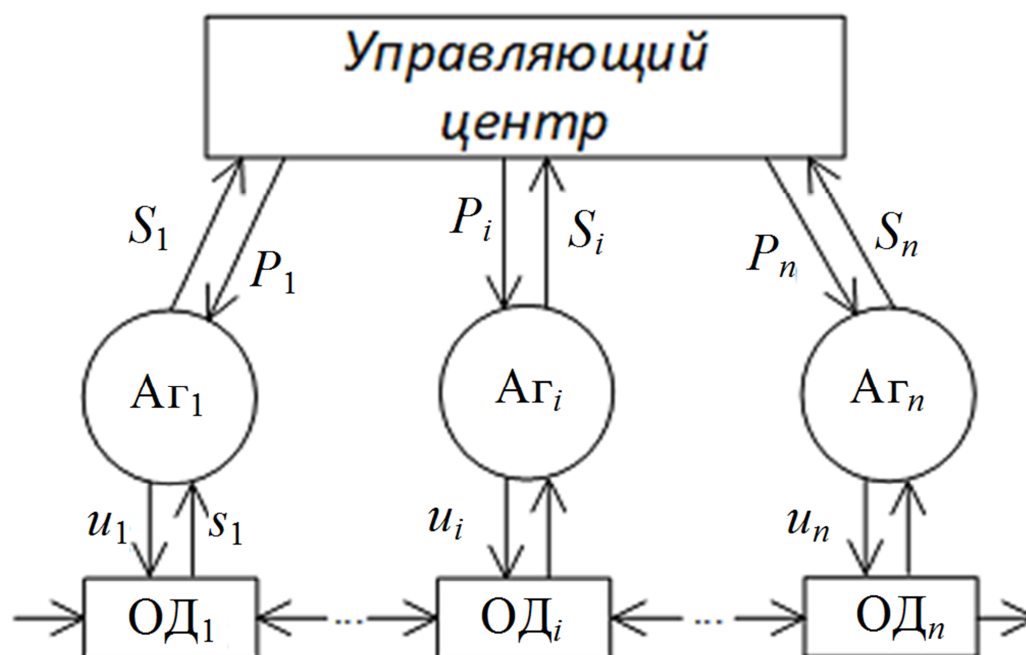 Управляющий
центр
S₁ P₁ Pᵢ Sᵢ Pₙ Sₙ
Аг₁ Агᵢ Агₙ
u₁ s₁ uᵢ uₙ
ОД₁ ... ОДᵢ ... ОДₙ